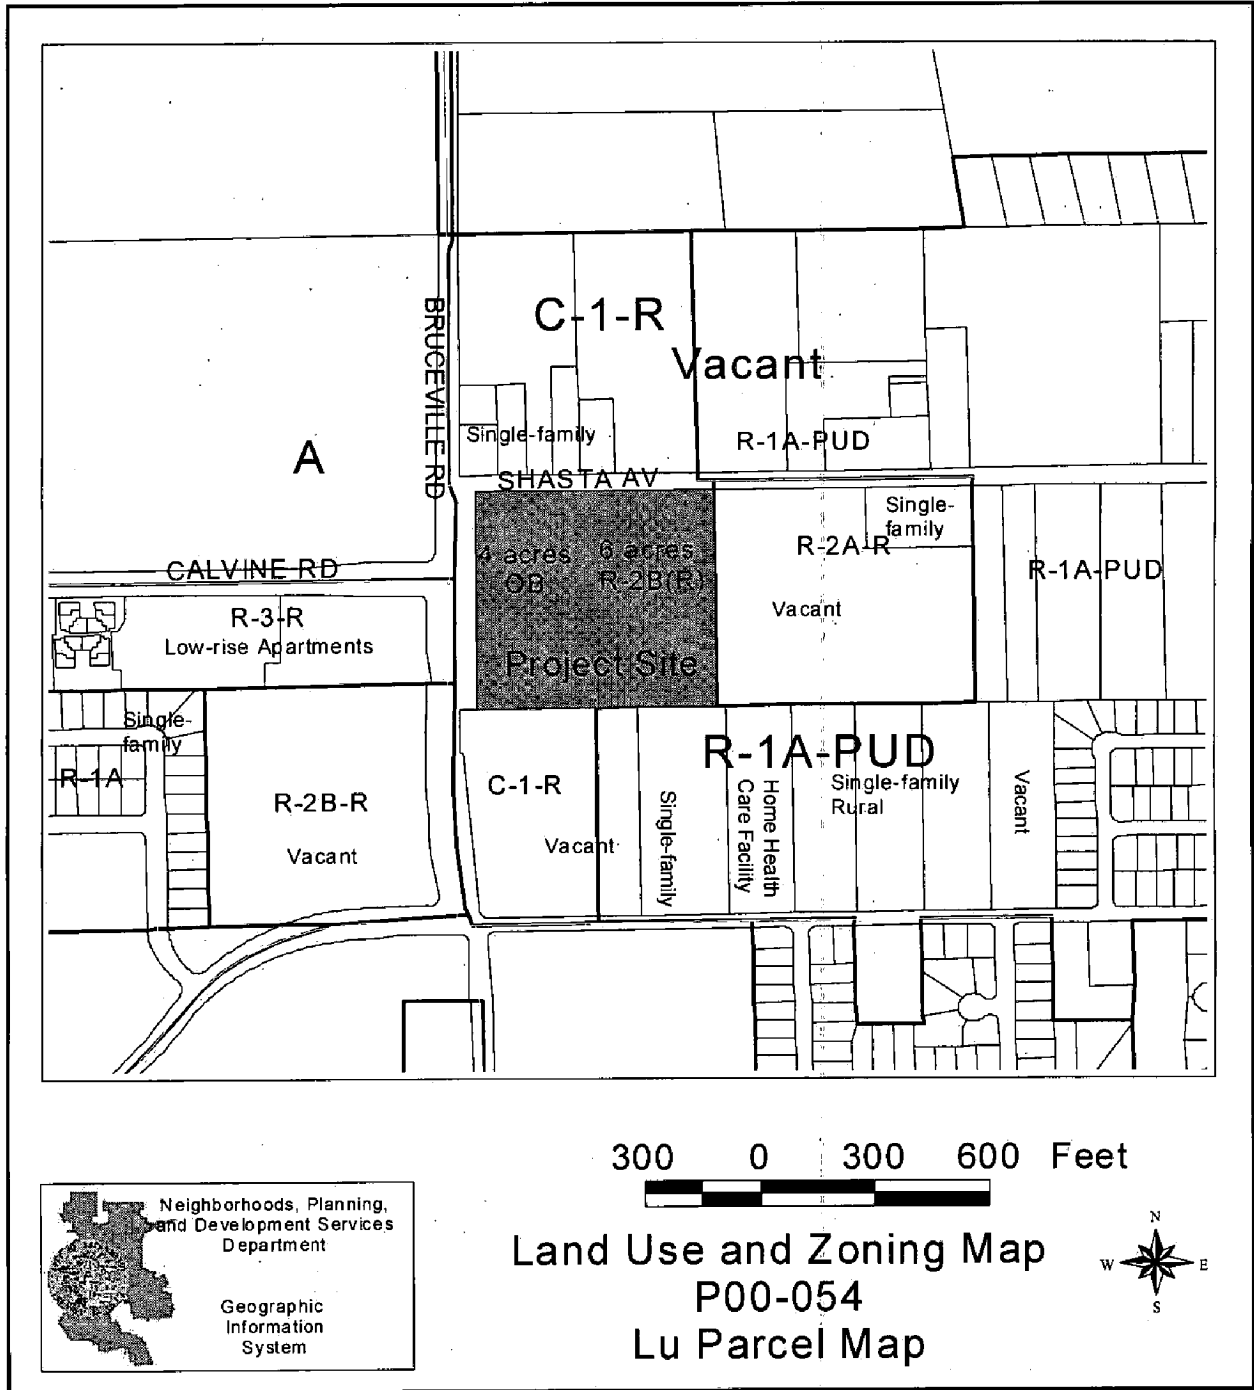 C-1-R
Vacant
BRUCEVILLE RD
Single-family
R-1A-PUD
A
SHASTA AV
Single-
family
4 acres
OB
6 acres
R-2B(R)
R-2A-R
R-1A-PUD
CALVINE RD
R-3-R
Low-rise Apartments
Vacant
Project Site
Single-
family
R-1A
R-2B-R
Vacant
C-1-R
Vacant
R-1A-PUD
Single-family
Home Health
Care Facility
Single-family
Rural
Vacant
300 0 300 600 Feet
Neighborhoods, Planning,
and Development Services
Department
Geographic
Information
System
Land Use and Zoning Map
P00-054
Lu Parcel Map
N
W E
S